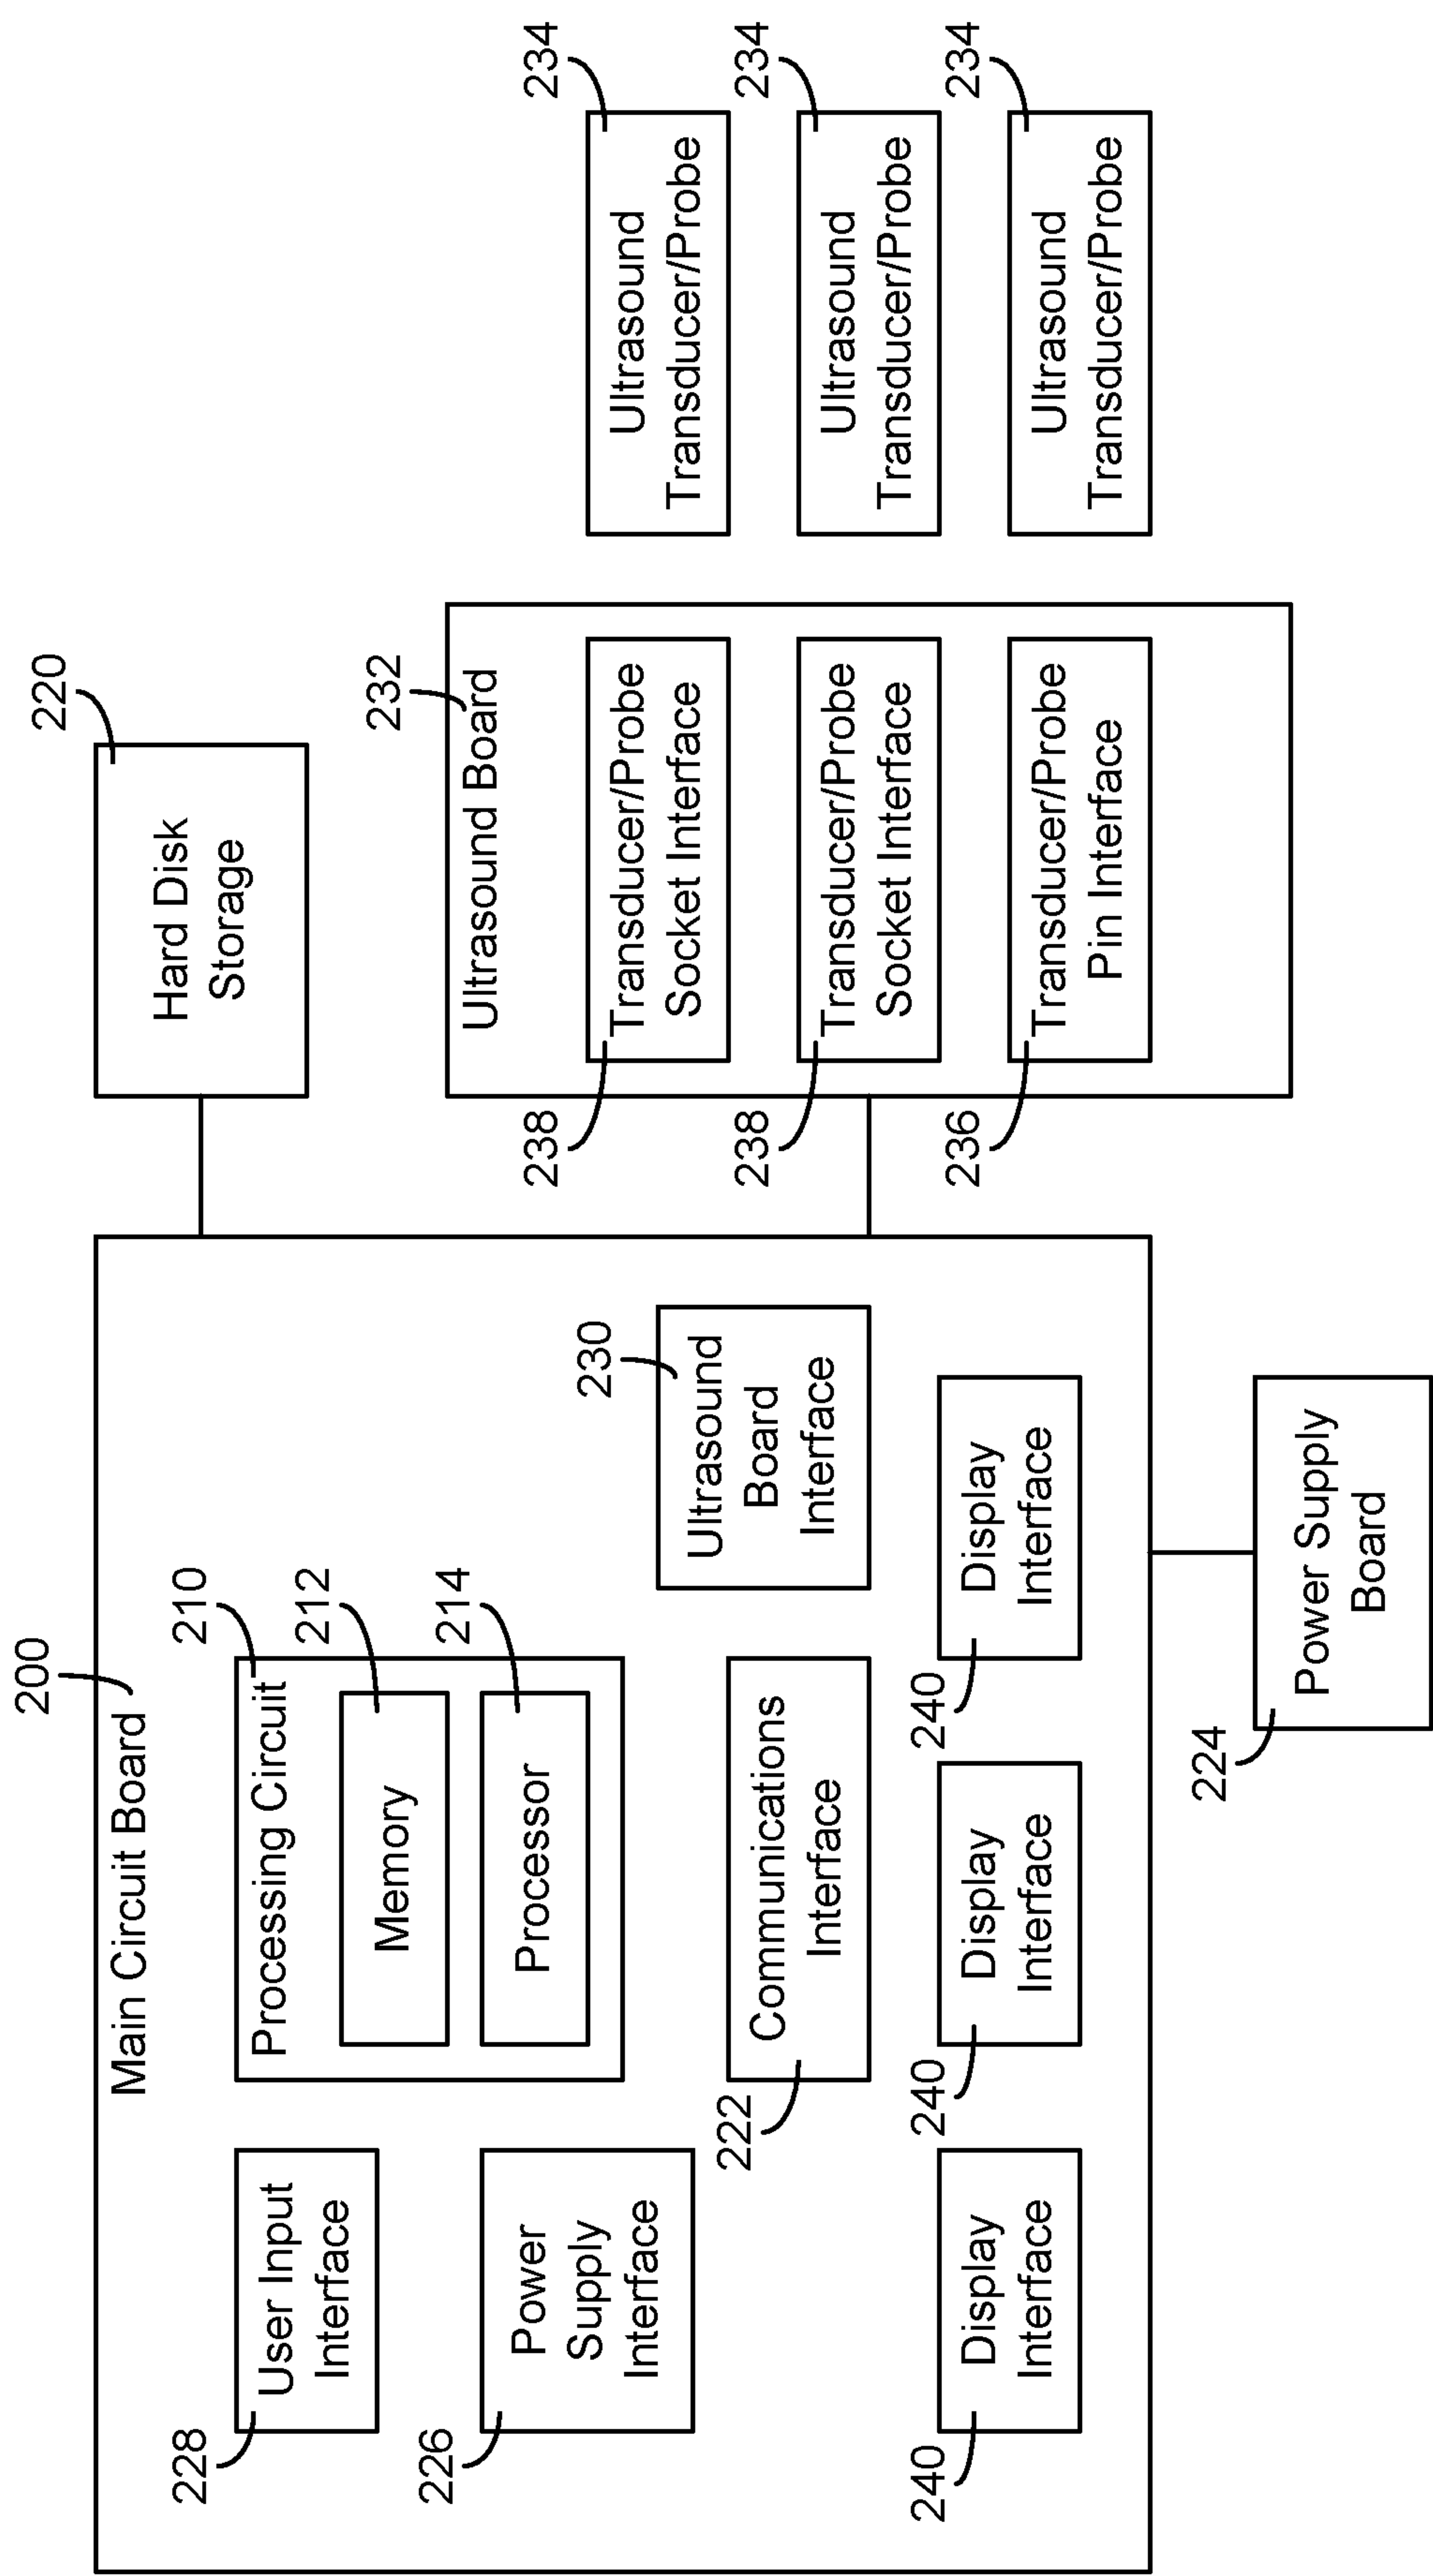 200
Main Circuit Board
228
User Input
Interface
210
Processing Circuit
212
Memory
214
Processor
226
Power
Supply
Interface
222
Communications
Interface
230
Ultrasound
Board
Interface
240
Display
Interface
240
Display
Interface
240
Display
Interface
224
Power Supply
Board
220
Hard Disk
Storage
232
Ultrasound Board
238
Transducer/Probe
Socket Interface
238
Transducer/Probe
Socket Interface
236
Transducer/Probe
Pin Interface
234
Ultrasound
Transducer/Probe
234
Ultrasound
Transducer/Probe
234
Ultrasound
Transducer/Probe